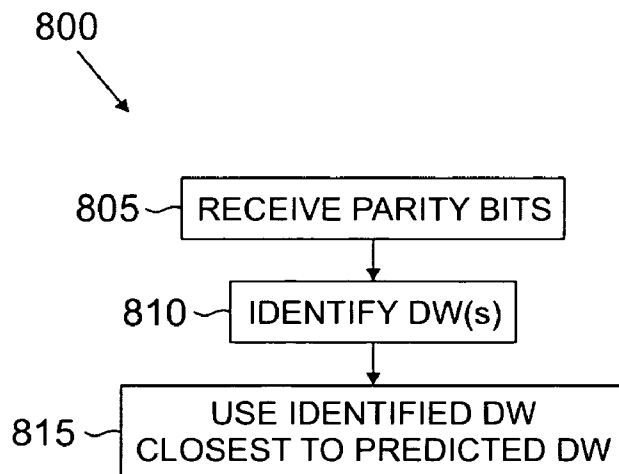 800
805 RECEIVE PARITY BITS
810 IDENTIFY DW(s)
815 USE IDENTIFIED DW
CLOSEST TO PREDICTED DW